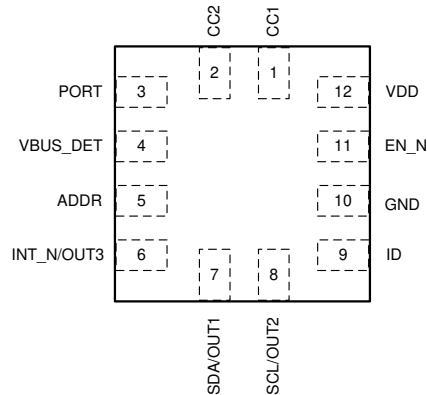 CC2
CC1
2
1
PORT
3
12
VDD
VBUS_DET
4
11
EN_N
ADDR
5
10
GND
INT_N/OUT3
6
9
ID
7
8
SDA/OUT1
SCL/OUT2